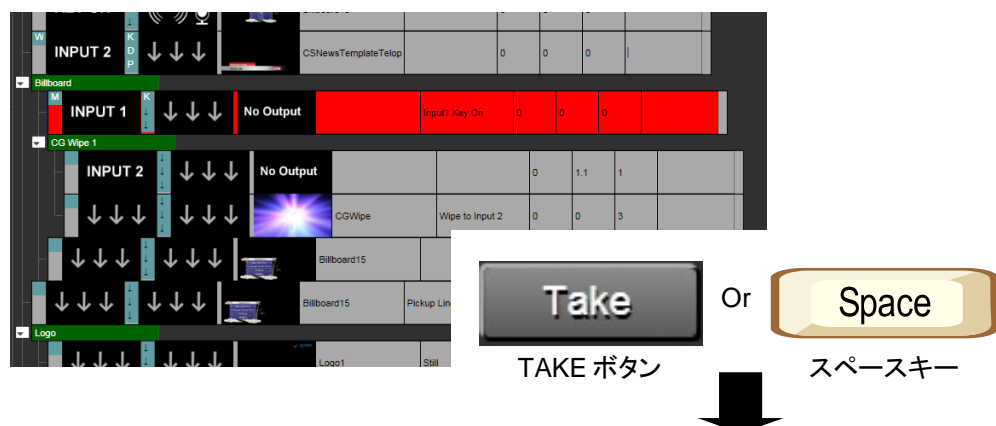 W
INPUT 2
K
D
P
CSNewsTemplateTelop
0
0
0
Billboard
M
INPUT 1
K
No Output
Input1 Key On
0
0
0
CG Wipe 1
INPUT 2
No Output
0
1.1
1
CGWipe
Wipe to Input 2
0
0
3
Billboard15
Billboard15
Pickup Lin
Logo
Logo1
Still
Take
Or
Space
TAKE ボタン
スペースキー